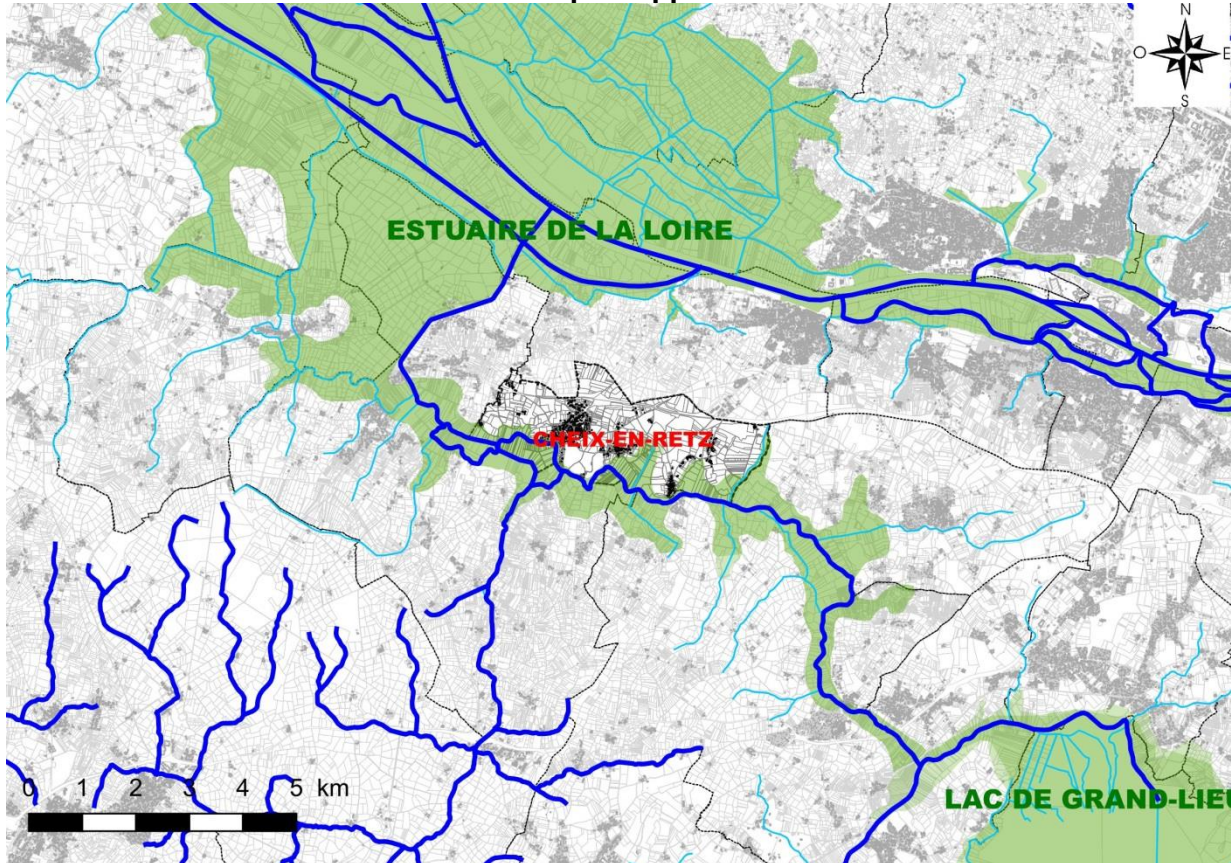 N
O E
S
ESTUAIRE DE LA LOIRE
CHEIX-EN-RETZ
0 1 2 3 4 5 km
LAC DE GRAND-LIEU